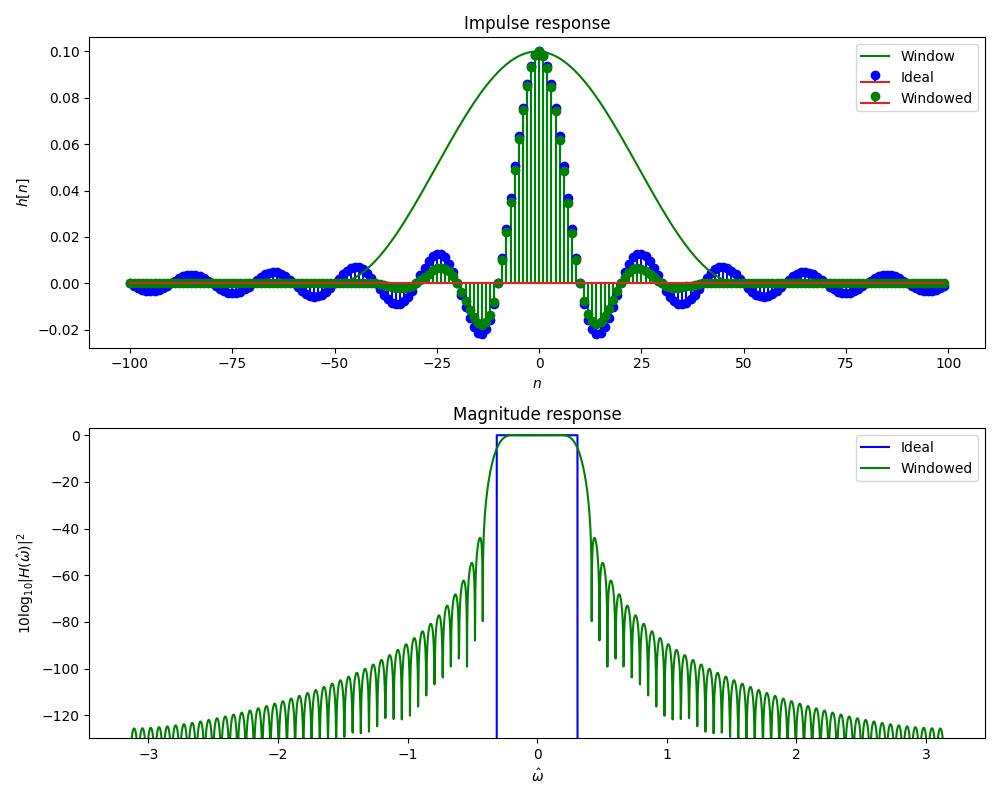 Impulse response
0.10
0.08
0.06
0.04
0.02
0.00
−0.02
h[n]
Window
Ideal
Windowed
−100 −75 −50 −25 0 25 50 75 100
n
Magnitude response
0
−20
−40
−60
−80
−100
−120
10log₁₀|H(ω̂)|²
Ideal
Windowed
−3 −2 −1 0 1 2 3
ω̂